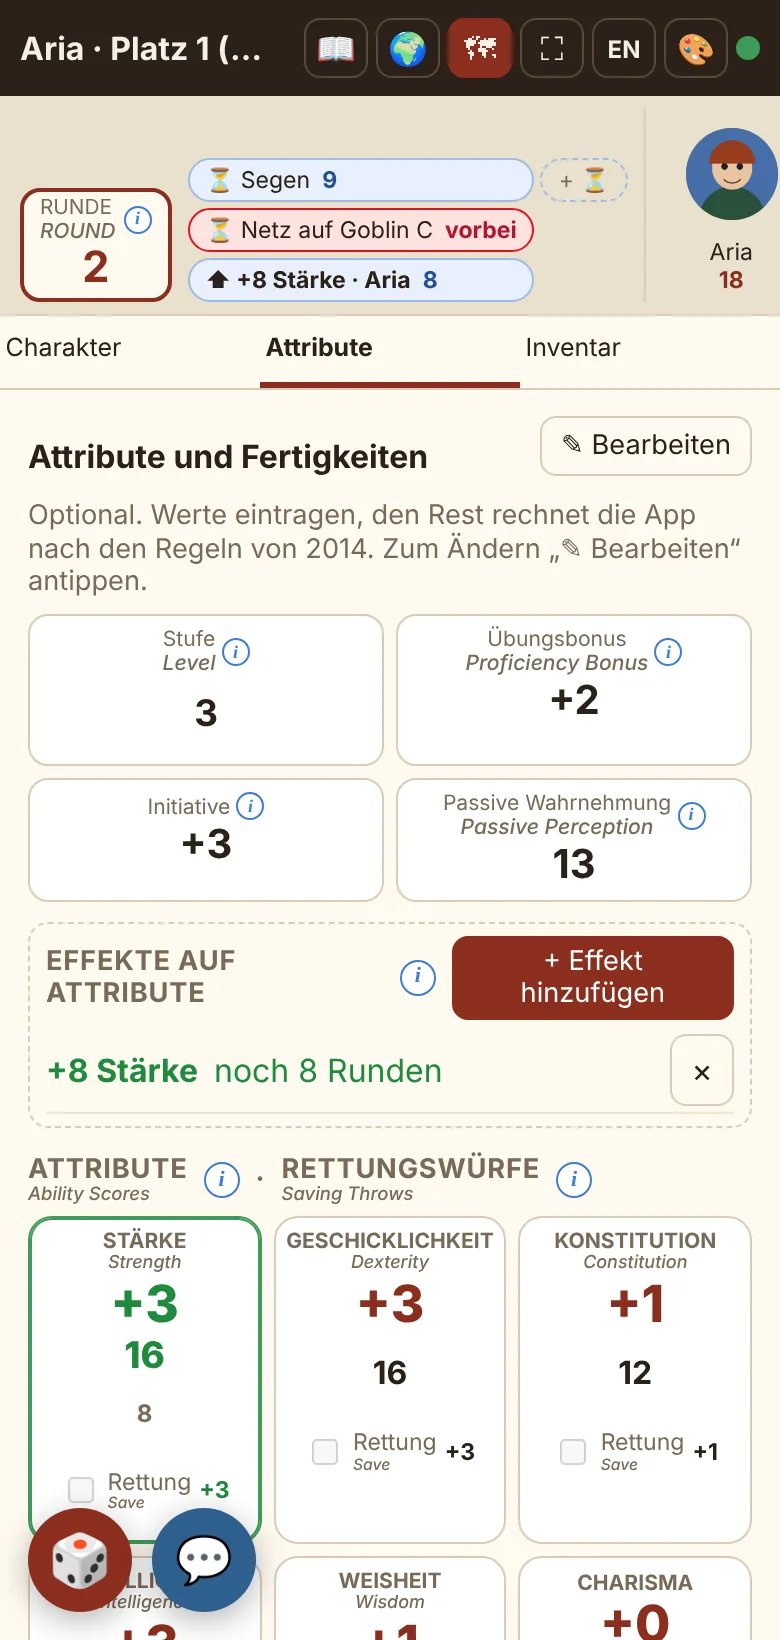 Aria · Platz 1 (...
EN
RUNDE
ROUND
i
2
Segen 9
+
Netz auf Goblin C vorbei
+8 Stärke · Aria 8
Aria
18
Charakter
Attribute
Inventar
Attribute und Fertigkeiten
✎ Bearbeiten
Optional. Werte eintragen, den Rest rechnet die App
nach den Regeln von 2014. Zum Ändern „✎ Bearbeiten“
antippen.
Stufe
Level
i
3
Übungsbonus
Proficiency Bonus
i
+2
Initiative i
+3
Passive Wahrnehmung
Passive Perception
i
13
EFFEKTE AUF
ATTRIBUTE
i
+ Effekt
hinzufügen
+8 Stärke noch 8 Runden
×
ATTRIBUTE
Ability Scores
i
·
RETTUNGSWÜRFE
Saving Throws
i
STÄRKE
Strength
+3
16
8
Rettung
Save
+3
GESCHICKLICHKEIT
Dexterity
+3
16
Rettung
Save
+3
KONSTITUTION
Constitution
+1
12
Rettung
Save
+1
WEISHEIT
Wisdom
+1
CHARISMA
+0